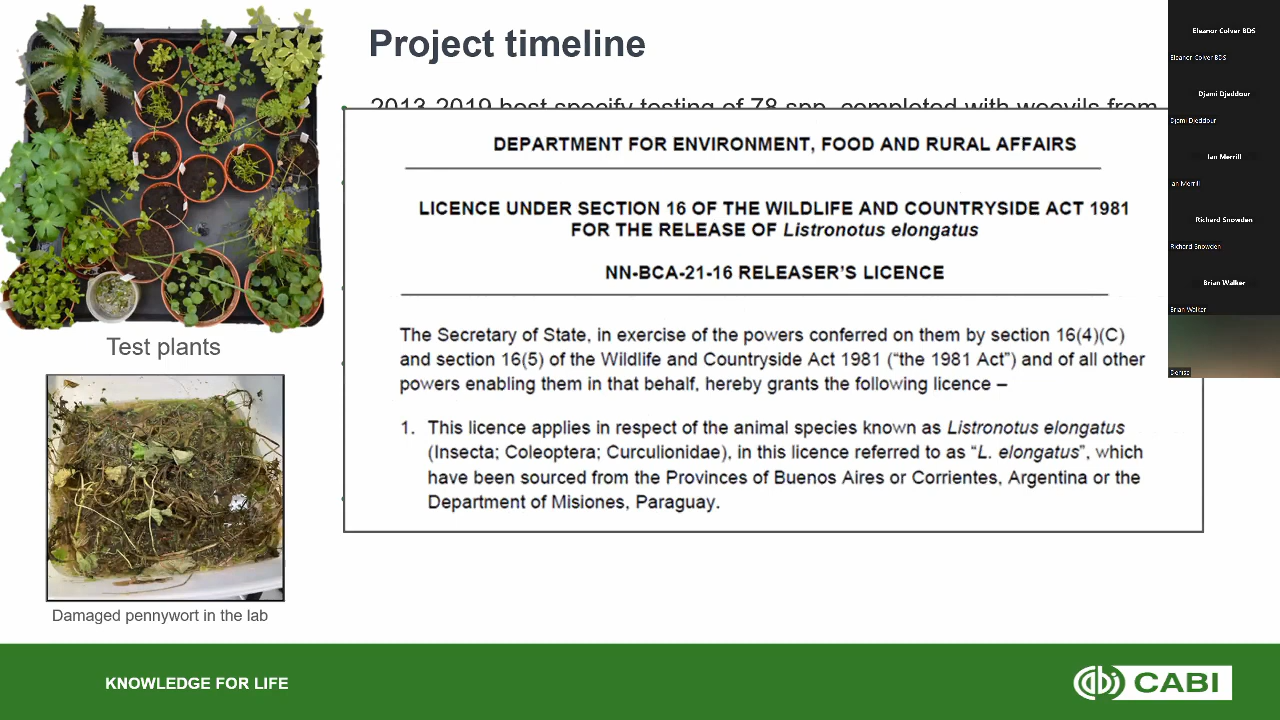 Project timeline
2013-2019 host specify testing of 78 spp. completed with weevils from
DEPARTMENT FOR ENVIRONMENT, FOOD AND RURAL AFFAIRS
LICENCE UNDER SECTION 16 OF THE WILDLIFE AND COUNTRYSIDE ACT 1981
FOR THE RELEASE OF Listronotus elongatus
NN-BCA-21-16 RELEASER'S LICENCE
The Secretary of State, in exercise of the powers conferred on them by section 16(4)(C)
and section 16(5) of the Wildlife and Countryside Act 1981 (“the 1981 Act”) and of all other
powers enabling them in that behalf, hereby grants the following licence –
1. This licence applies in respect of the animal species known as Listronotus elongatus
(Insecta; Coleoptera; Curculionidae), in this licence referred to as “L. elongatus”, which
have been sourced from the Provinces of Buenos Aires or Corrientes, Argentina or the
Department of Misiones, Paraguay.
Test plants
Damaged pennywort in the lab
KNOWLEDGE FOR LIFE
CABI
Eleanor Colver BDS
Eleanor Colver BDS
Djami Djeddour
Djami Djeddour
Ian Merrill
Ian Merrill
Richard Snowden
Richard Snowden
Brian Walker
Brian Walker
Denise